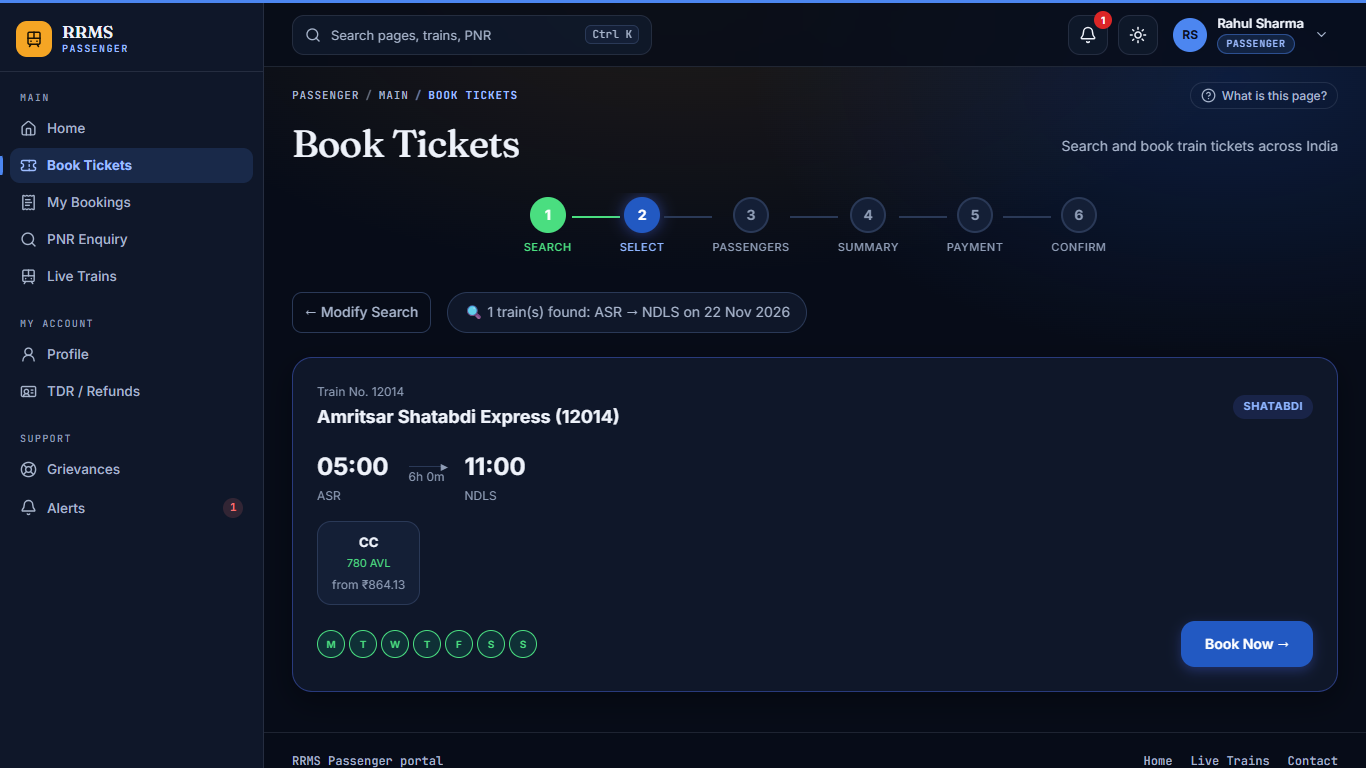 RRMS
PASSENGER
Search pages, trains, PNR
Ctrl K
1
RS
Rahul Sharma
PASSENGER
MAIN
Home
Book Tickets
My Bookings
PNR Enquiry
Live Trains
MY ACCOUNT
Profile
TDR / Refunds
SUPPORT
Grievances
Alerts
1
PASSENGER / MAIN / BOOK TICKETS
What is this page?
Book Tickets
Search and book train tickets across India
1 2 3 4 5 6
SEARCH SELECT PASSENGERS SUMMARY PAYMENT CONFIRM
← Modify Search
1 train(s) found: ASR → NDLS on 22 Nov 2026
Train No. 12014
Amritsar Shatabdi Express (12014)
SHATABDI
05:00
6h 0m
11:00
ASR
NDLS
CC
780 AVL
from ₹864.13
M T W T F S S
Book Now →
RRMS Passenger portal
Home Live Trains Contact